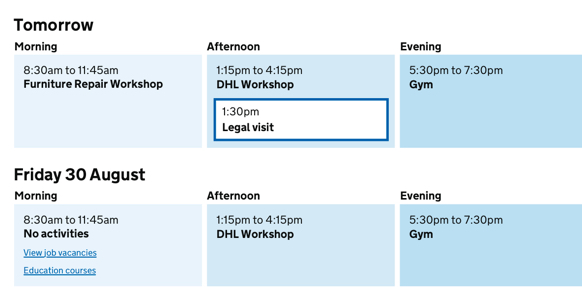 Tomorrow
Morning
Afternoon
Evening
8:30am to 11:45am
Furniture Repair Workshop
1:15pm to 4:15pm
DHL Workshop
1:30pm
Legal visit
5:30pm to 7:30pm
Gym
Friday 30 August
Morning
Afternoon
Evening
8:30am to 11:45am
No activities
View job vacancies
Education courses
1:15pm to 4:15pm
DHL Workshop
5:30pm to 7:30pm
Gym